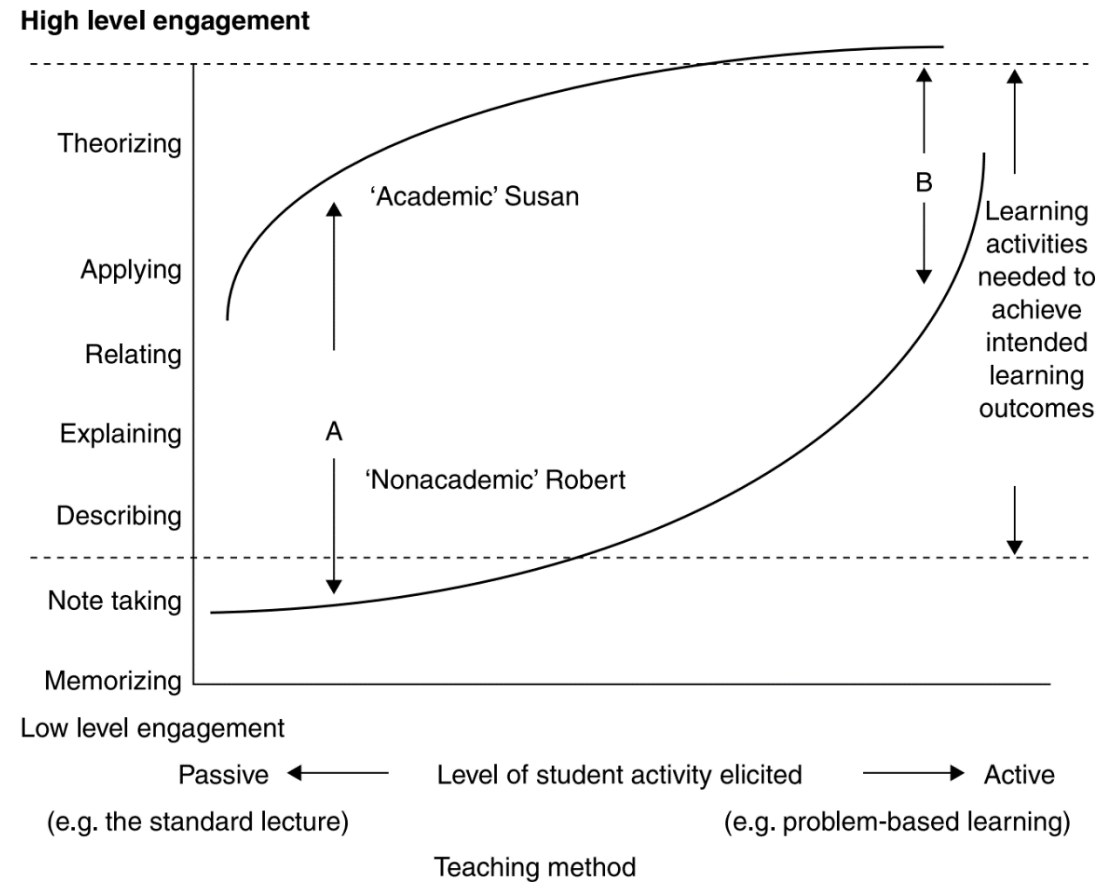 High level engagement
Theorizing
‘Academic’ Susan
B
Learning
activities
needed to
achieve
intended
learning
outcomes
Applying
Relating
Explaining
A
‘Nonacademic’ Robert
Describing
Note taking
Memorizing
Low level engagement
Passive
Level of student activity elicited
Active
(e.g. the standard lecture)
(e.g. problem-based learning)
Teaching method